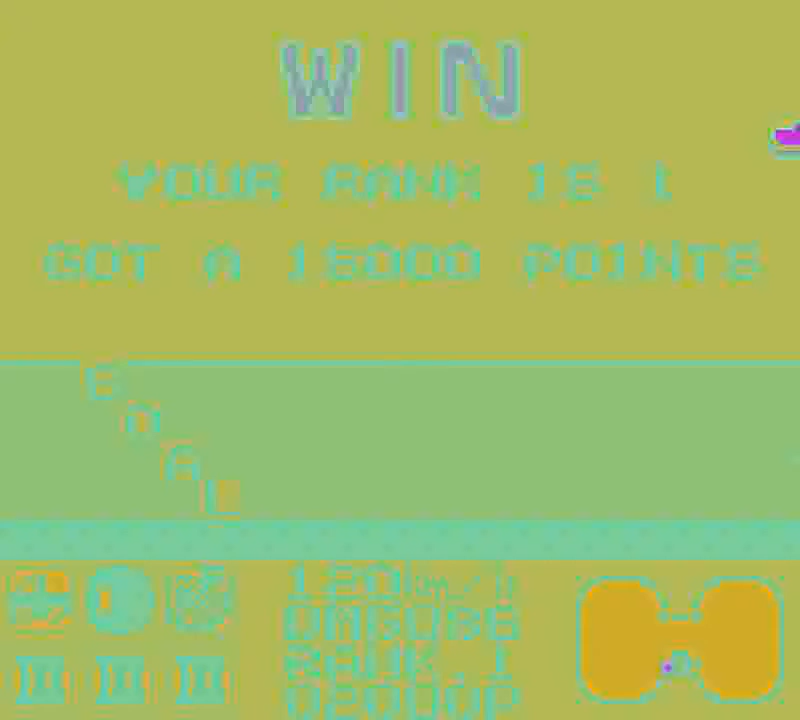 WIN
YOUR RANK IS 1
GOT A 15000 POINTS
G
O
A
L
120km/h
RANK 1
02000P